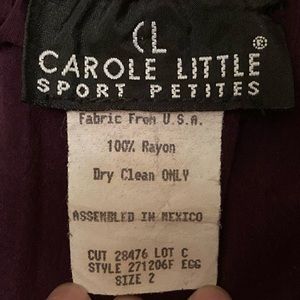 CL
CAROLE LITTLE®
SPORT PETITES
Fabric From U.S.A.
100% Rayon
Dry Clean ONLY
ASSEMBLED IN MEXICO
CUT 28476 LOT C
STYLE 271206F EGG
SIZE 2